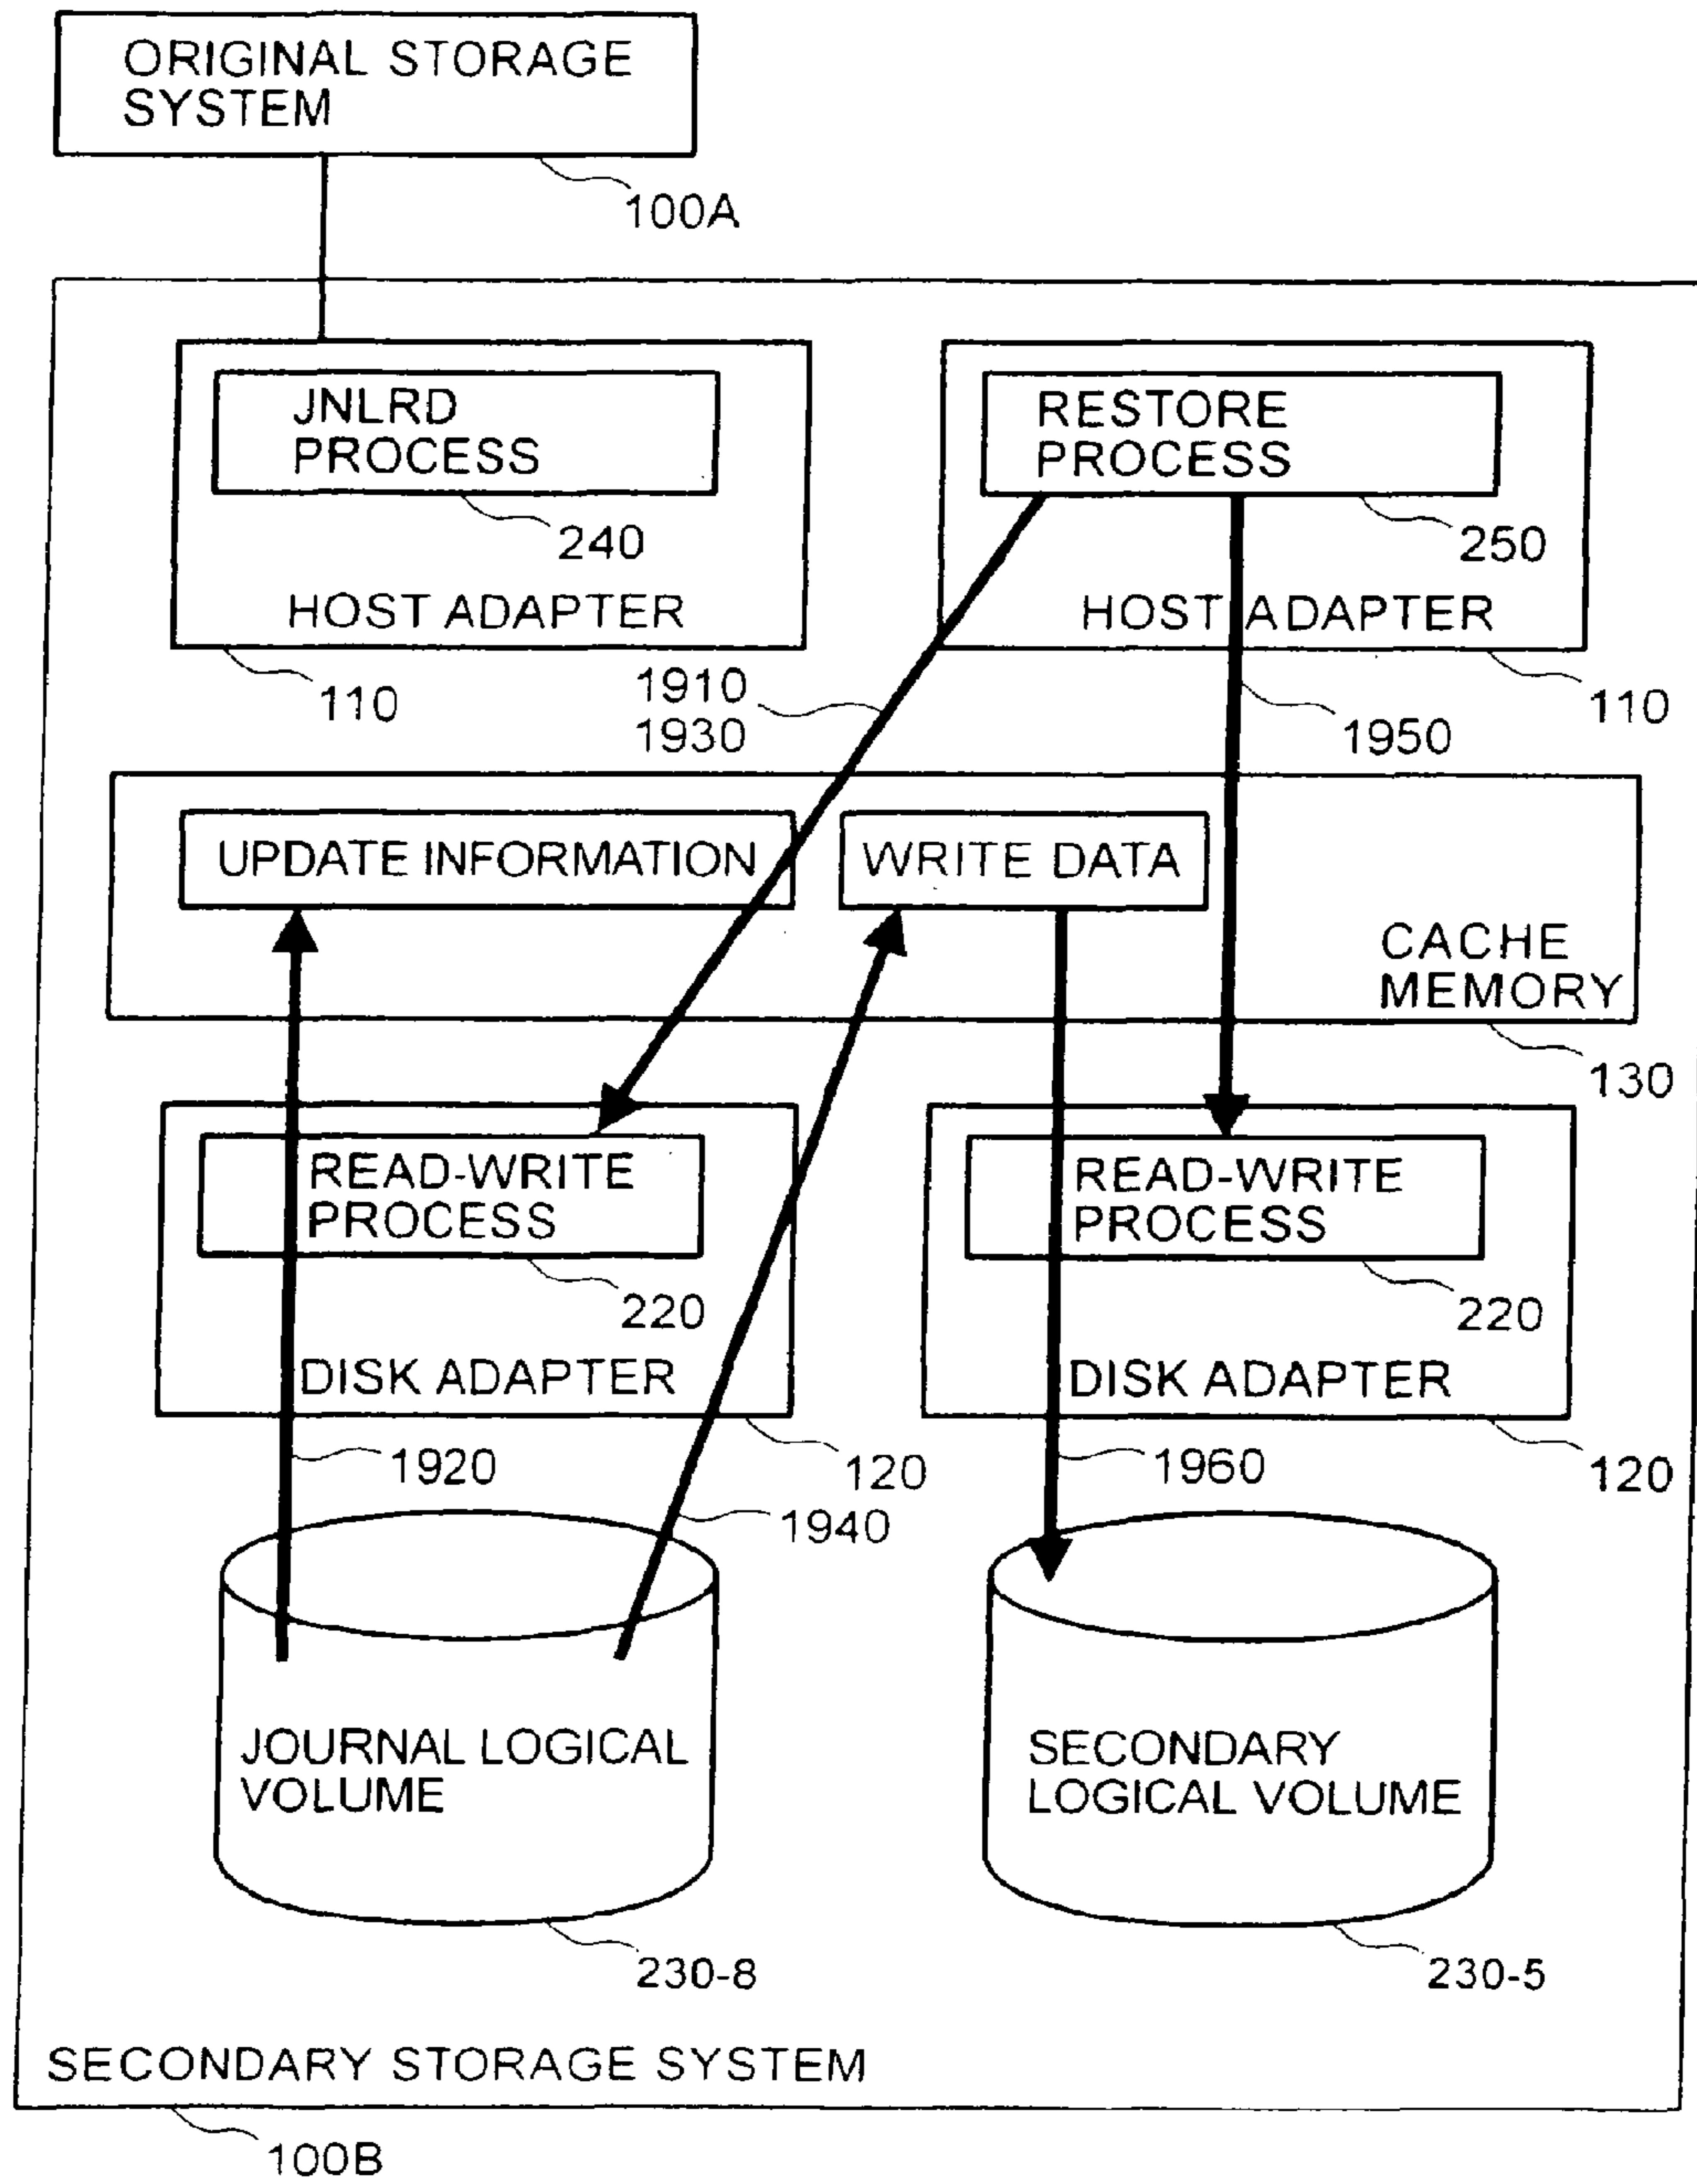 ORIGINAL STORAGE
SYSTEM
100A
JNLRD
PROCESS
240
HOST ADAPTER
110
RESTORE
PROCESS
250
HOST ADAPTER
110
1910
1930
1950
UPDATE INFORMATION
WRITE DATA
CACHE
MEMORY
130
READ-WRITE
PROCESS
220
DISK ADAPTER
120
READ-WRITE
PROCESS
220
DISK ADAPTER
120
1920
1940
1960
JOURNAL LOGICAL
VOLUME
230-8
SECONDARY
LOGICAL VOLUME
230-5
SECONDARY STORAGE SYSTEM
100B